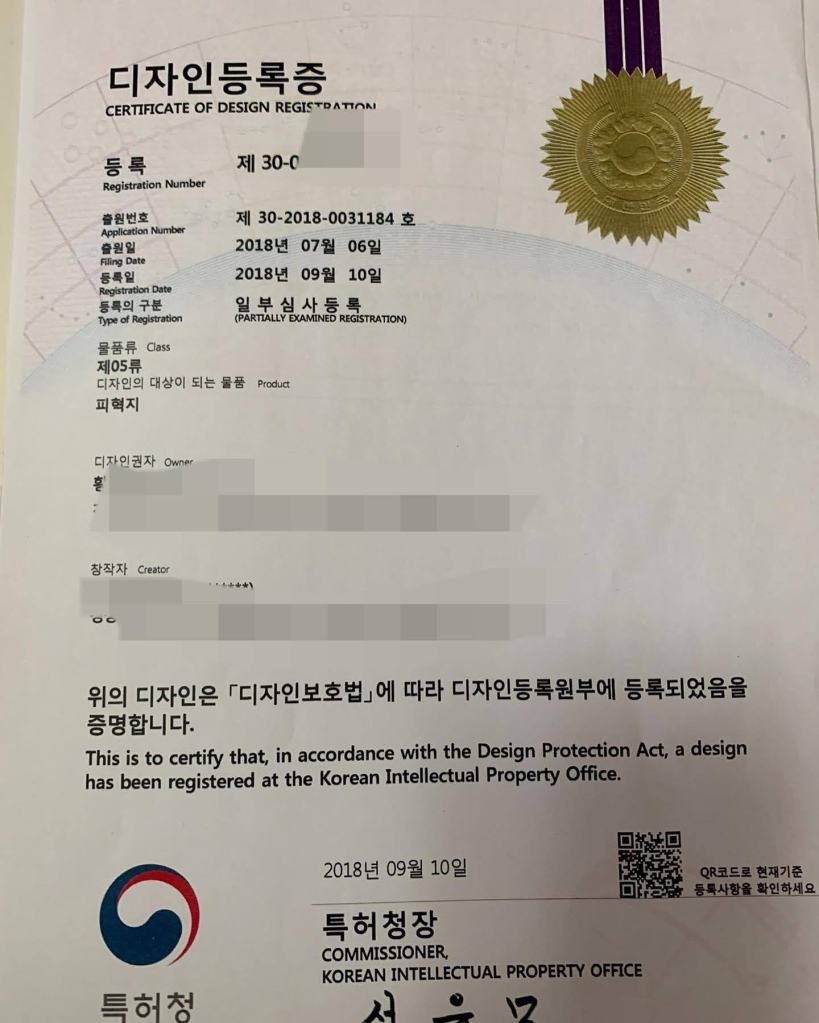 디자인등록증
CERTIFICATE OF DESIGN REGISTRATION
등 록 제 30-0
Registration Number
출원번호 제 30-2018-0031184 호
Application Number
출원일 2018년 07월 06일
Filing Date
등록일 2018년 09월 10일
Registration Date
등록의 구분 일 부 심 사 등 록
Type of Registration (PARTIALLY EXAMINED REGISTRATION)
물품류 Class
제05류
디자인의 대상이 되는 물품 Product
피혁지
디자인권자 Owner
창작자 Creator
****)
위의 디자인은 「디자인보호법」에 따라 디자인등록원부에 등록되었음을
증명합니다.
This is to certify that, in accordance with the Design Protection Act, a design
has been registered at the Korean Intellectual Property Office.
2018년 09월 10일
QR코드로 현재기준
등록사항을 확인하세요
특허청장
COMMISSIONER,
KOREAN INTELLECTUAL PROPERTY OFFICE
특허청